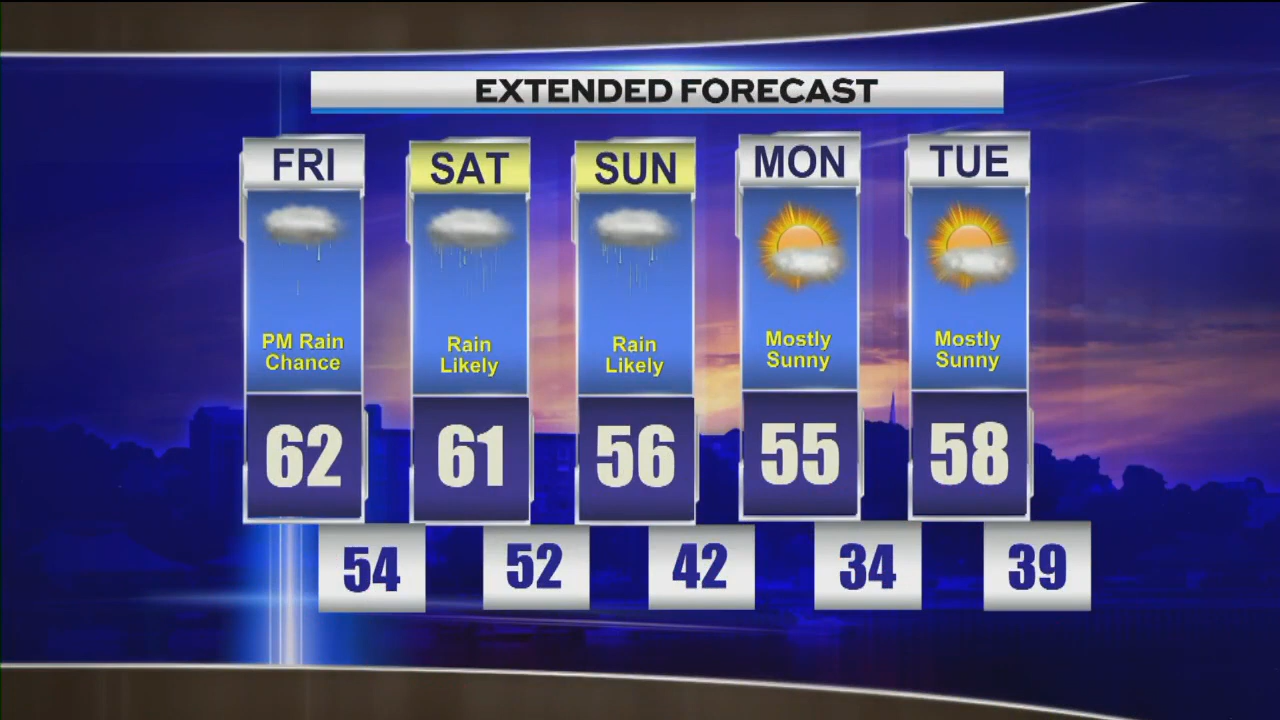 EXTENDED FORECAST
FRI
SAT
SUN
MON
TUE
PM Rain
Chance
Rain
Likely
Rain
Likely
Mostly
Sunny
Mostly
Sunny
62
61
56
55
58
54
52
42
34
39